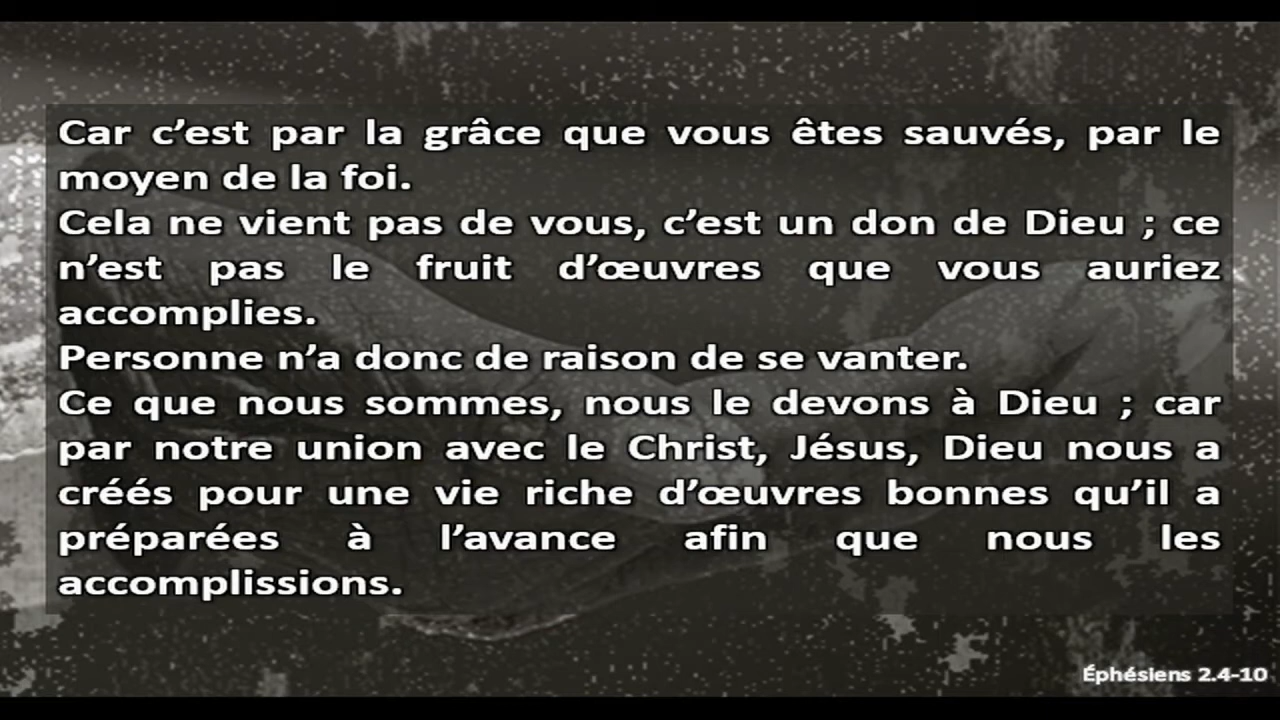 Car c’est par la grâce que vous êtes sauvés, par le
moyen de la foi.
Cela ne vient pas de vous, c’est un don de Dieu ; ce
n’est pas le fruit d’œuvres que vous auriez
accomplies.
Personne n’a donc de raison de se vanter.
Ce que nous sommes, nous le devons à Dieu ; car
par notre union avec le Christ, Jésus, Dieu nous a
créés pour une vie riche d’œuvres bonnes qu’il a
préparées à l’avance afin que nous les
accomplissions.
Éphésiens 2.4-10